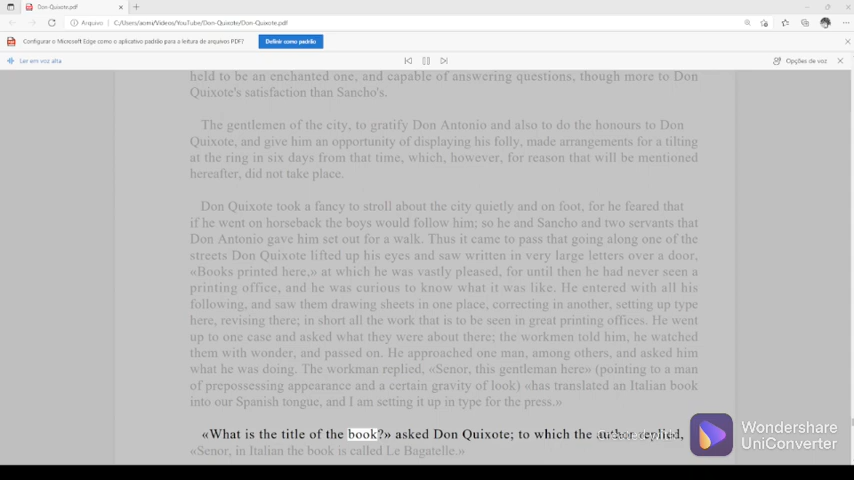 Don-Quixote.pdf
Arquivo | C:/Users/acerx/Videos/YouTube/Don-Quixote/Don-Quixote.pdf
Configurar o Microsoft Edge como o aplicativo padrão para a leitura de arquivos PDF? Definir como padrão
Ler em voz alta Opções de voz
held to be an enchanted one, and capable of answering questions, though more to Don
Quixote's satisfaction than Sancho's.
The gentlemen of the city, to gratify Don Antonio and also to do the honours to Don
Quixote, and give him an opportunity of displaying his folly, made arrangements for a tilting
at the ring in six days from that time, which, however, for reason that will be mentioned
hereafter, did not take place.
Don Quixote took a fancy to stroll about the city quietly and on foot, for he feared that
if he went on horseback the boys would follow him; so he and Sancho and two servants that
Don Antonio gave him set out for a walk. Thus it came to pass that going along one of the
streets Don Quixote lifted up his eyes and saw written in very large letters over a door,
«Books printed here,» at which he was vastly pleased, for until then he had never seen a
printing office, and he was curious to know what it was like. He entered with all his
following, and saw them drawing sheets in one place, correcting in another, setting up type
here, revising there; in short all the work that is to be seen in great printing offices. He went
up to one case and asked what they were about there; the workmen told him, he watched
them with wonder, and passed on. He approached one man, among others, and asked him
what he was doing. The workman replied, «Senor, this gentleman here» (pointing to a man
of prepossessing appearance and a certain gravity of look) «has translated an Italian book
into our Spanish tongue, and I am setting it up in type for the press.»
«What is the title of the book?» asked Don Quixote; to which the author replied,
«Senor, in Italian the book is called Le Bagatelle.»
Wondershare
UniConverter